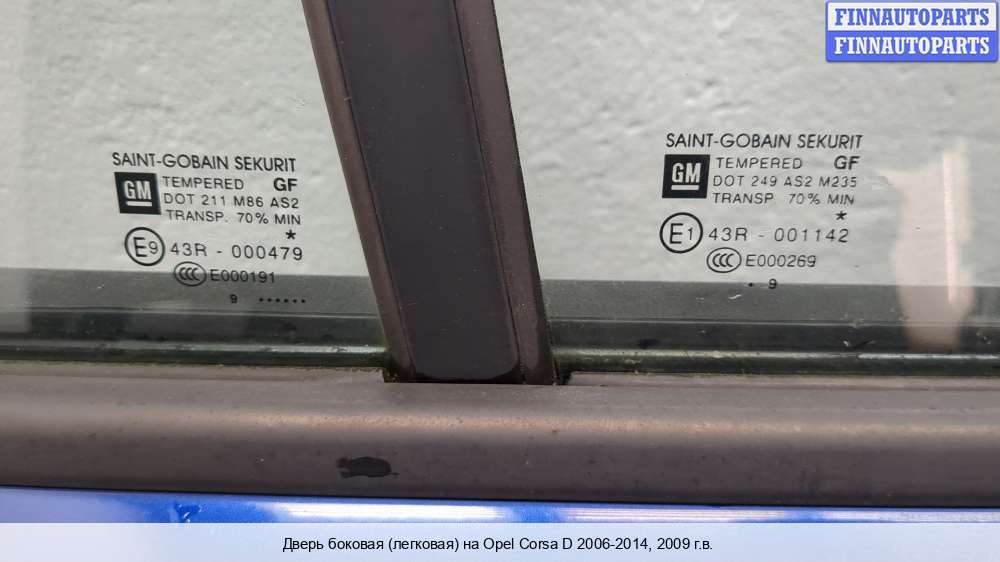 FINNAUTOPARTS
FINNAUTOPARTS
SAINT-GOBAIN SEKURIT
GM
TEMPERED GF
DOT 211 M86 AS2
TRANSP. 70% MIN
*
E9 43R - 000479
CCC E000191
9 ······
SAINT-GOBAIN SEKURIT
GM
TEMPERED GF
DOT 249 AS2 M235
TRANSP. 70% MIN
*
E1 43R - 001142
CCC E000269
· 9
Дверь боковая (легковая) на Opel Corsa D 2006-2014, 2009 г.в.